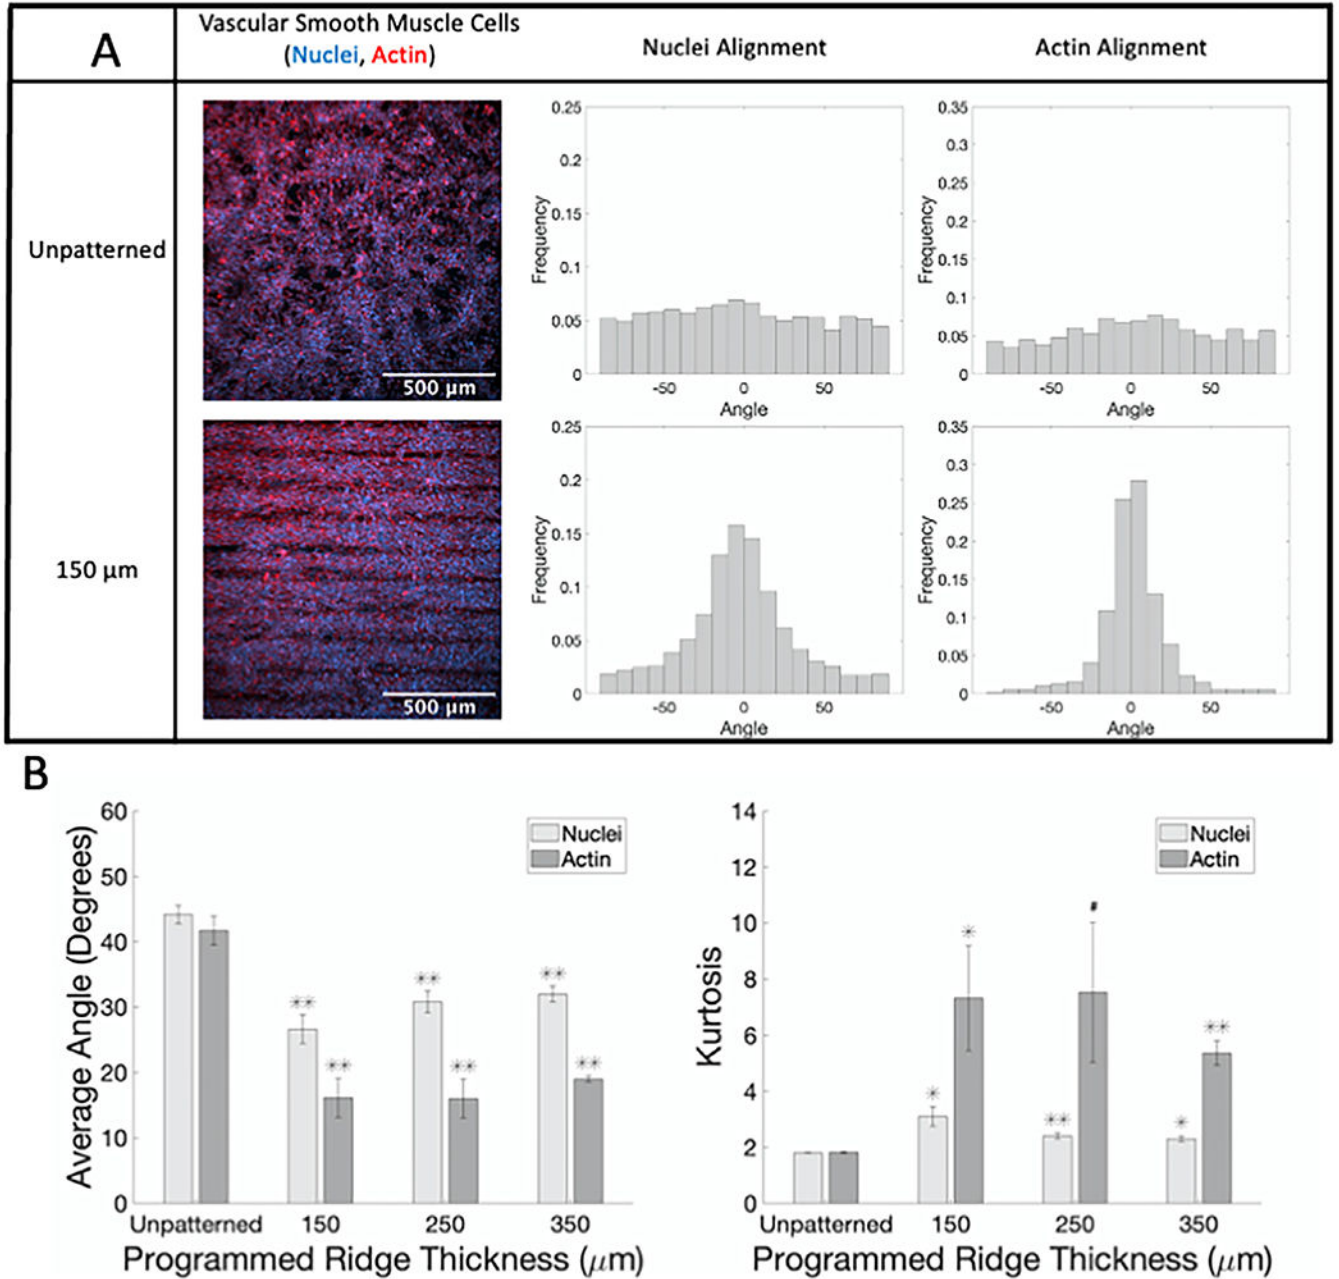 A
Vascular Smooth Muscle Cells
(Nuclei, Actin)
Nuclei Alignment
Actin Alignment
Unpatterned
500 μm
0.25
0.2
0.15
0.1
0.05
0
Frequency
-50
0
50
Angle
0.35
0.3
0.25
0.2
0.15
0.1
0.05
0
Frequency
-50
0
50
Angle
150 μm
500 μm
0.25
0.2
0.15
0.1
0.05
0
Frequency
-50
0
50
Angle
0.35
0.3
0.25
0.2
0.15
0.1
0.05
0
Frequency
-50
0
50
Angle
B
60
50
40
30
20
10
0
Average Angle (Degrees)
Nuclei
Actin
**
**
**
**
**
**
Unpatterned
150
250
350
Programmed Ridge Thickness (μm)
14
12
10
8
6
4
2
0
Kurtosis
Nuclei
Actin
*
*
**
#
*
**
Unpatterned
150
250
350
Programmed Ridge Thickness (μm)